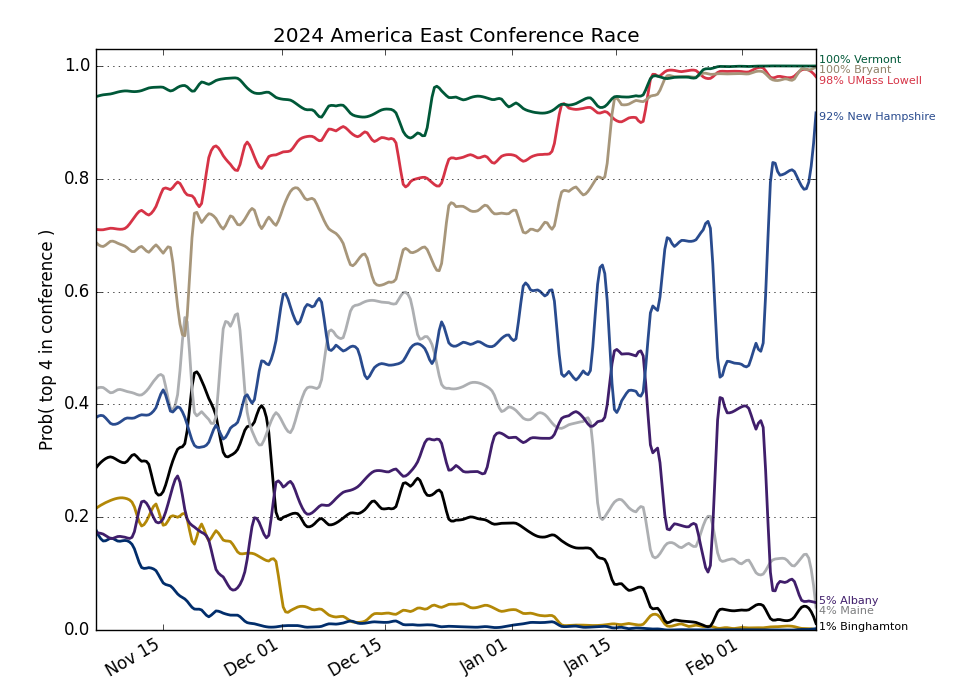 2024 America East Conference Race
Prob( top 4 in conference )
1.0
0.8
0.6
0.4
0.2
0.0
Nov 15
Dec 01
Dec 15
Jan 01
Jan 15
Feb 01
100% Vermont
100% Bryant
98% UMass Lowell
92% New Hampshire
5% Albany
4% Maine
1% Binghamton